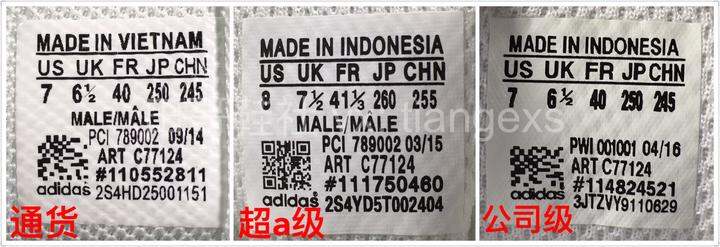 MADE IN VIETNAM
US UK FR JP CHN
7 6½ 40 250 245
MALE/MÂLE
PCI 789002 09/14
ART C77124
#110552811
adidas 2S4HD25001151
通货
MADE IN INDONESIA
US UK FR JP CHN
8 7½ 41⅓ 260 255
MALE/MÂLE
PCI 789002 03/15
ART C77124
#111750460
adidas 2S4YD5T002404
超a级
MADE IN INDONESIA
US UK FR JP CHN
7 6½ 40 250 245
PWI 001001 04/16
ART C77124
#114824521
adidas 3JTZVY9110629
公司级